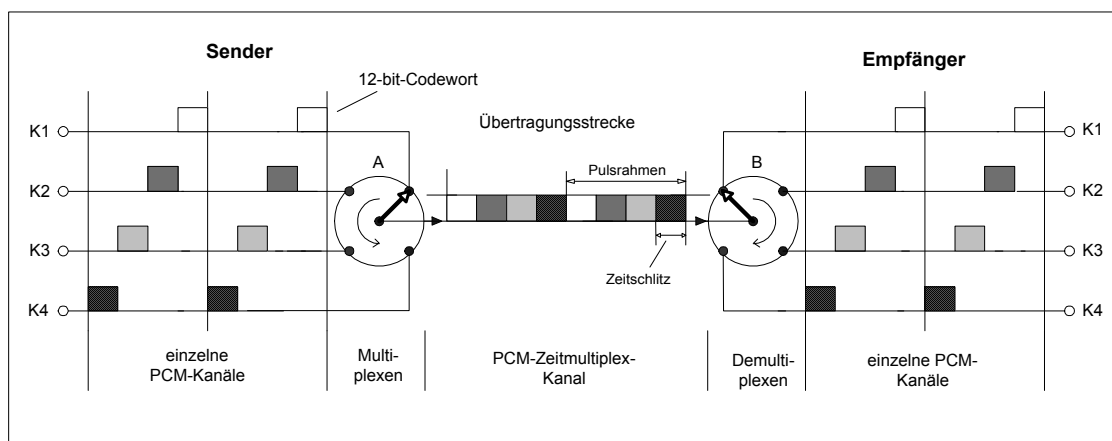 Sender
Empfänger
12-bit-Codewort
K1
K2
K3
K4
Übertragungsstrecke
A
Pulsrahmen
Zeitschlitz
B
K1
K2
K3
K4
einzelne
PCM-Kanäle
Multi-
plexen
PCM-Zeitmultiplex-
Kanal
Demulti-
plexen
einzelne PCM-
Kanäle